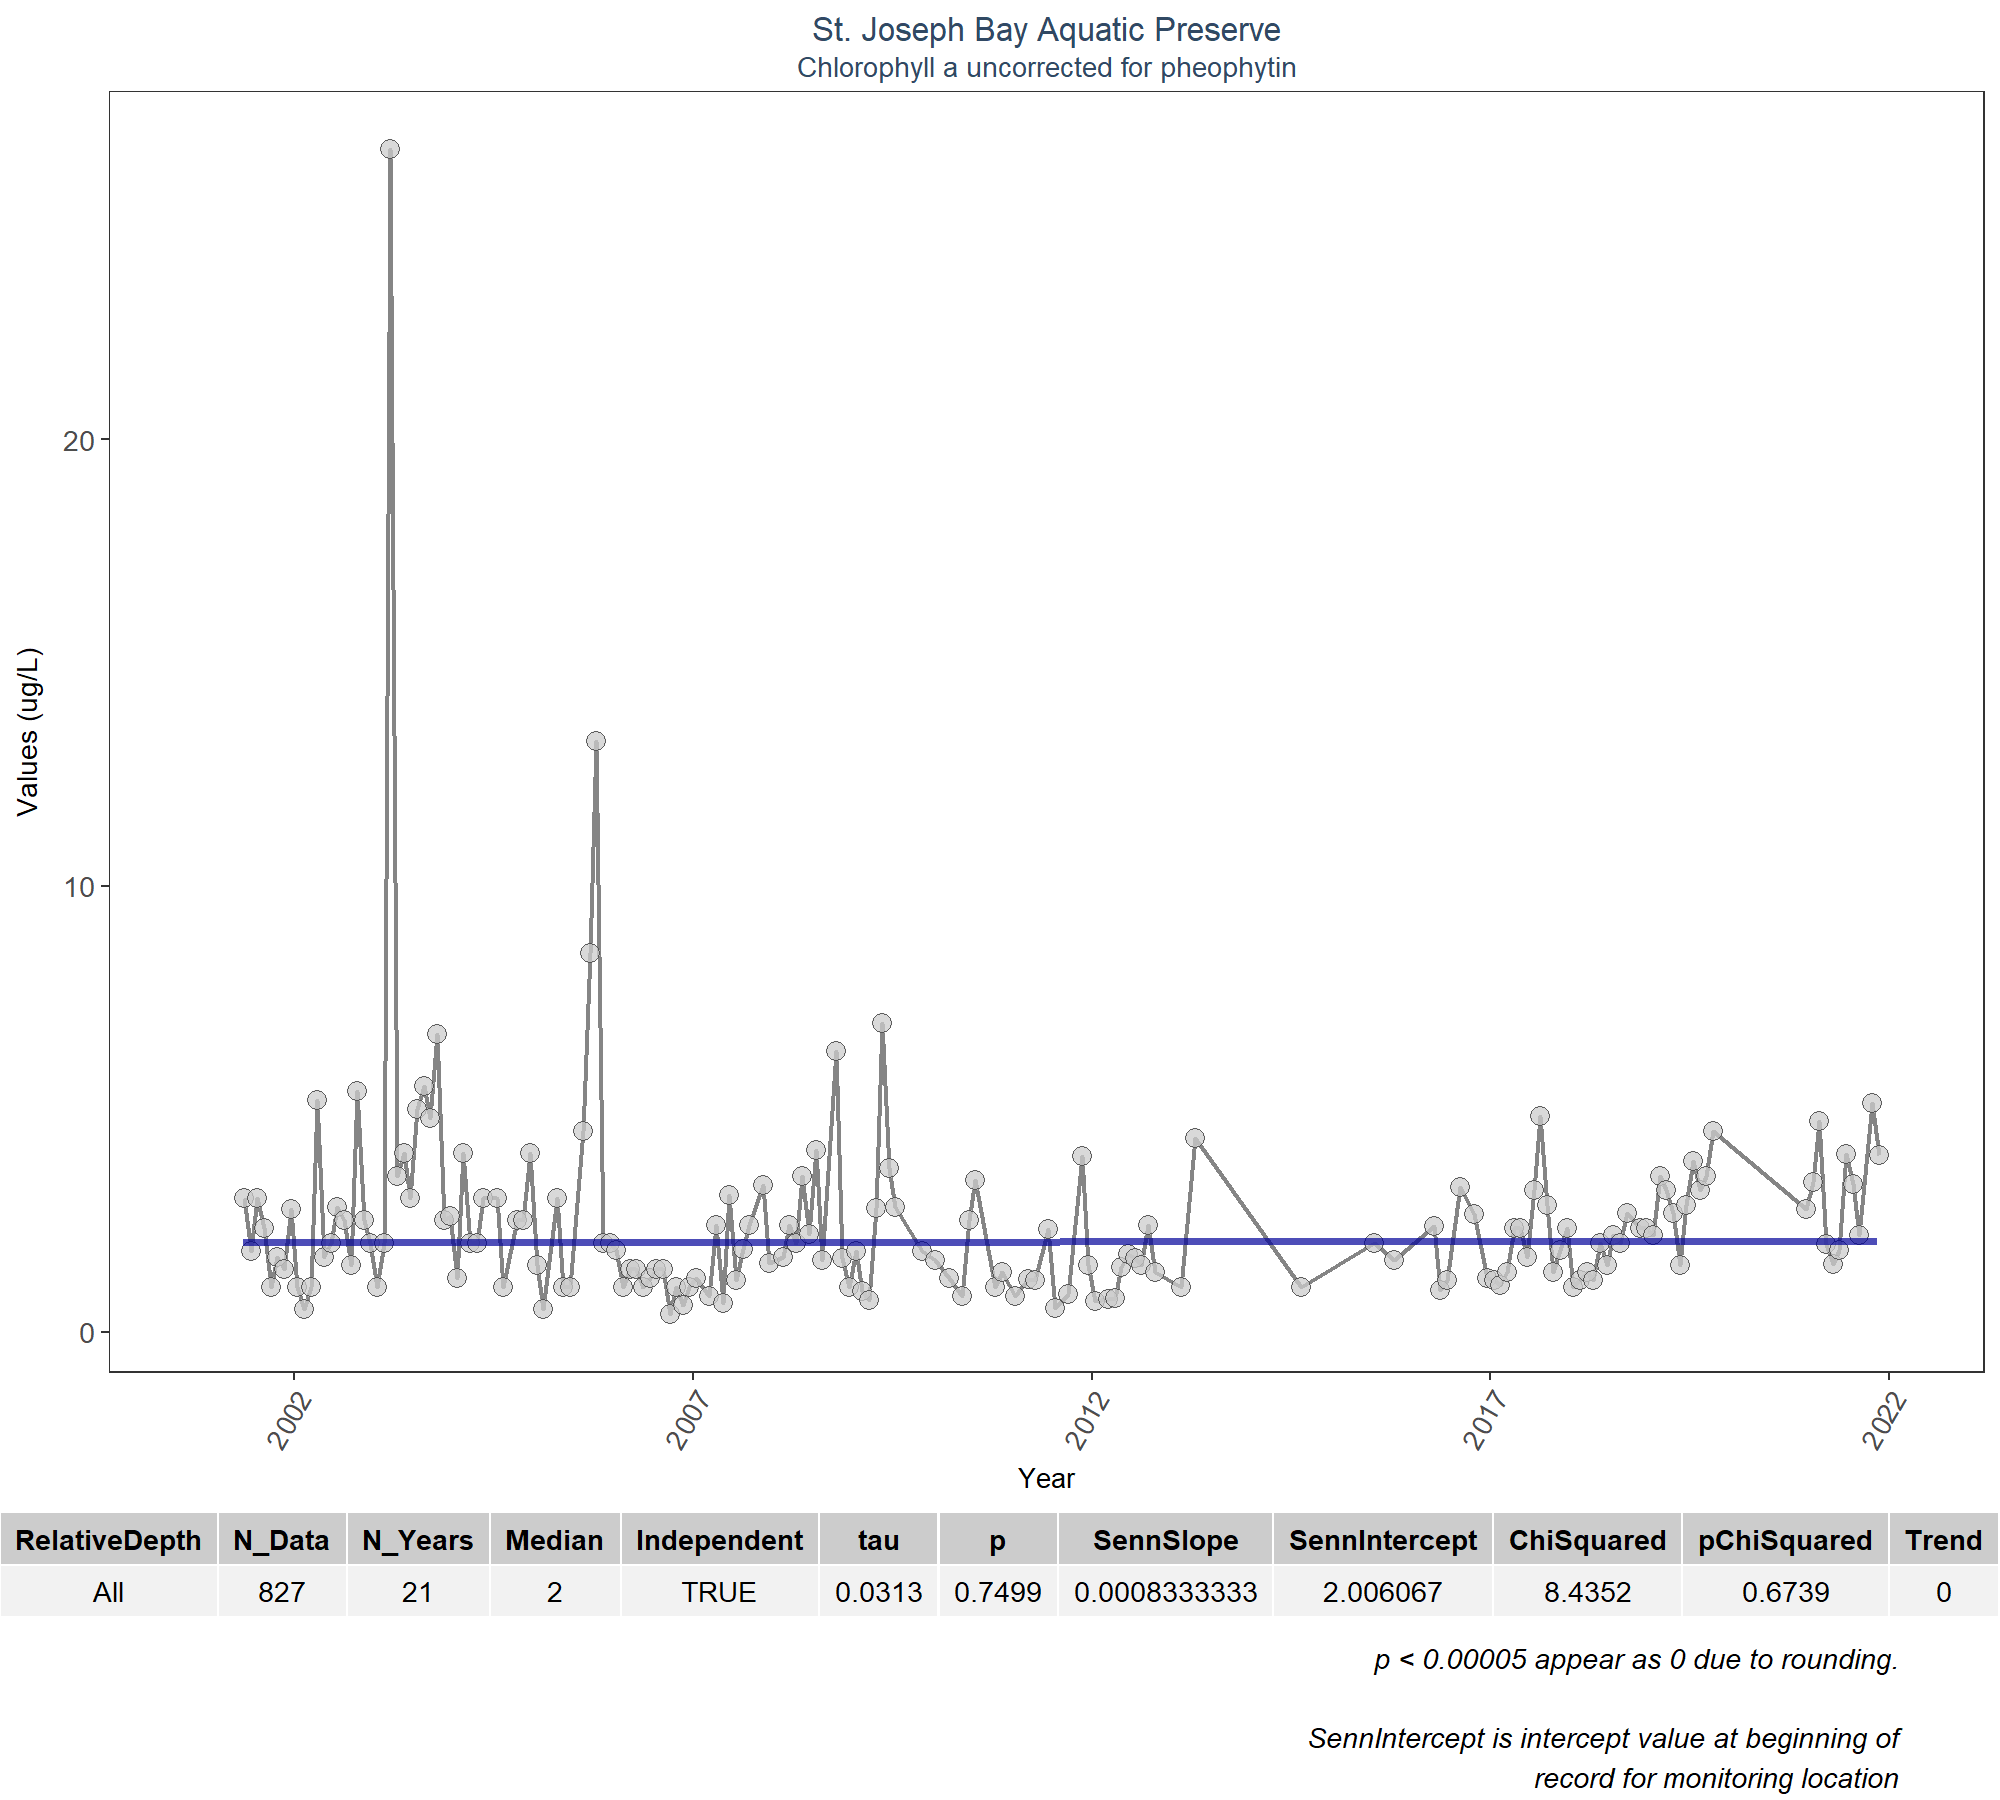 St. Joseph Bay Aquatic Preserve
Chlorophyll a uncorrected for pheophytin
Values (ug/L)
20
10
0
2002 2007 2012 2017 2022
Year
RelativeDepth N_Data N_Years Median Independent tau p SennSlope SennIntercept ChiSquared pChiSquared Trend
All 827 21 2 TRUE 0.0313 0.7499 0.0008333333 2.006067 8.4352 0.6739 0
p < 0.00005 appear as 0 due to rounding.
SennIntercept is intercept value at beginning of
record for monitoring location